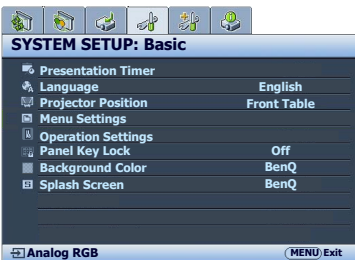 SYSTEM SETUP: Basic
Presentation Timer
Language English
Projector Position Front Table
Menu Settings
Operation Settings
Panel Key Lock Off
Background Color BenQ
Splash Screen BenQ
Analog RGB MENU Exit